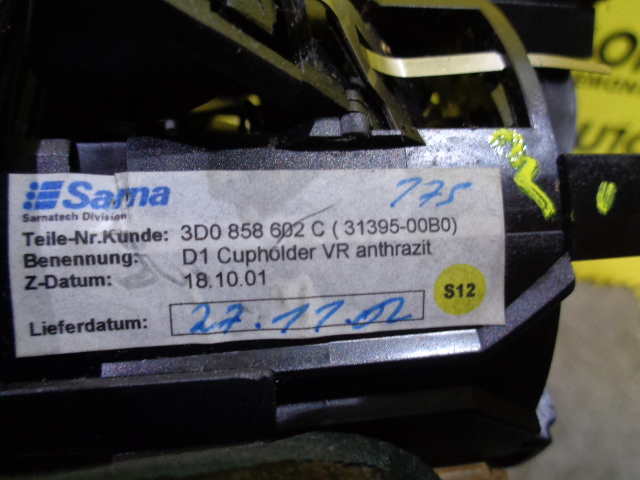 Sarna
775
Sarnatech Division
Teile-Nr.Kunde: 3D0 858 602 C ( 31395-00B0)
Benennung: D1 Cupholder VR anthrazit
Z-Datum: 18.10.01
S12
Lieferdatum: 27.11.02